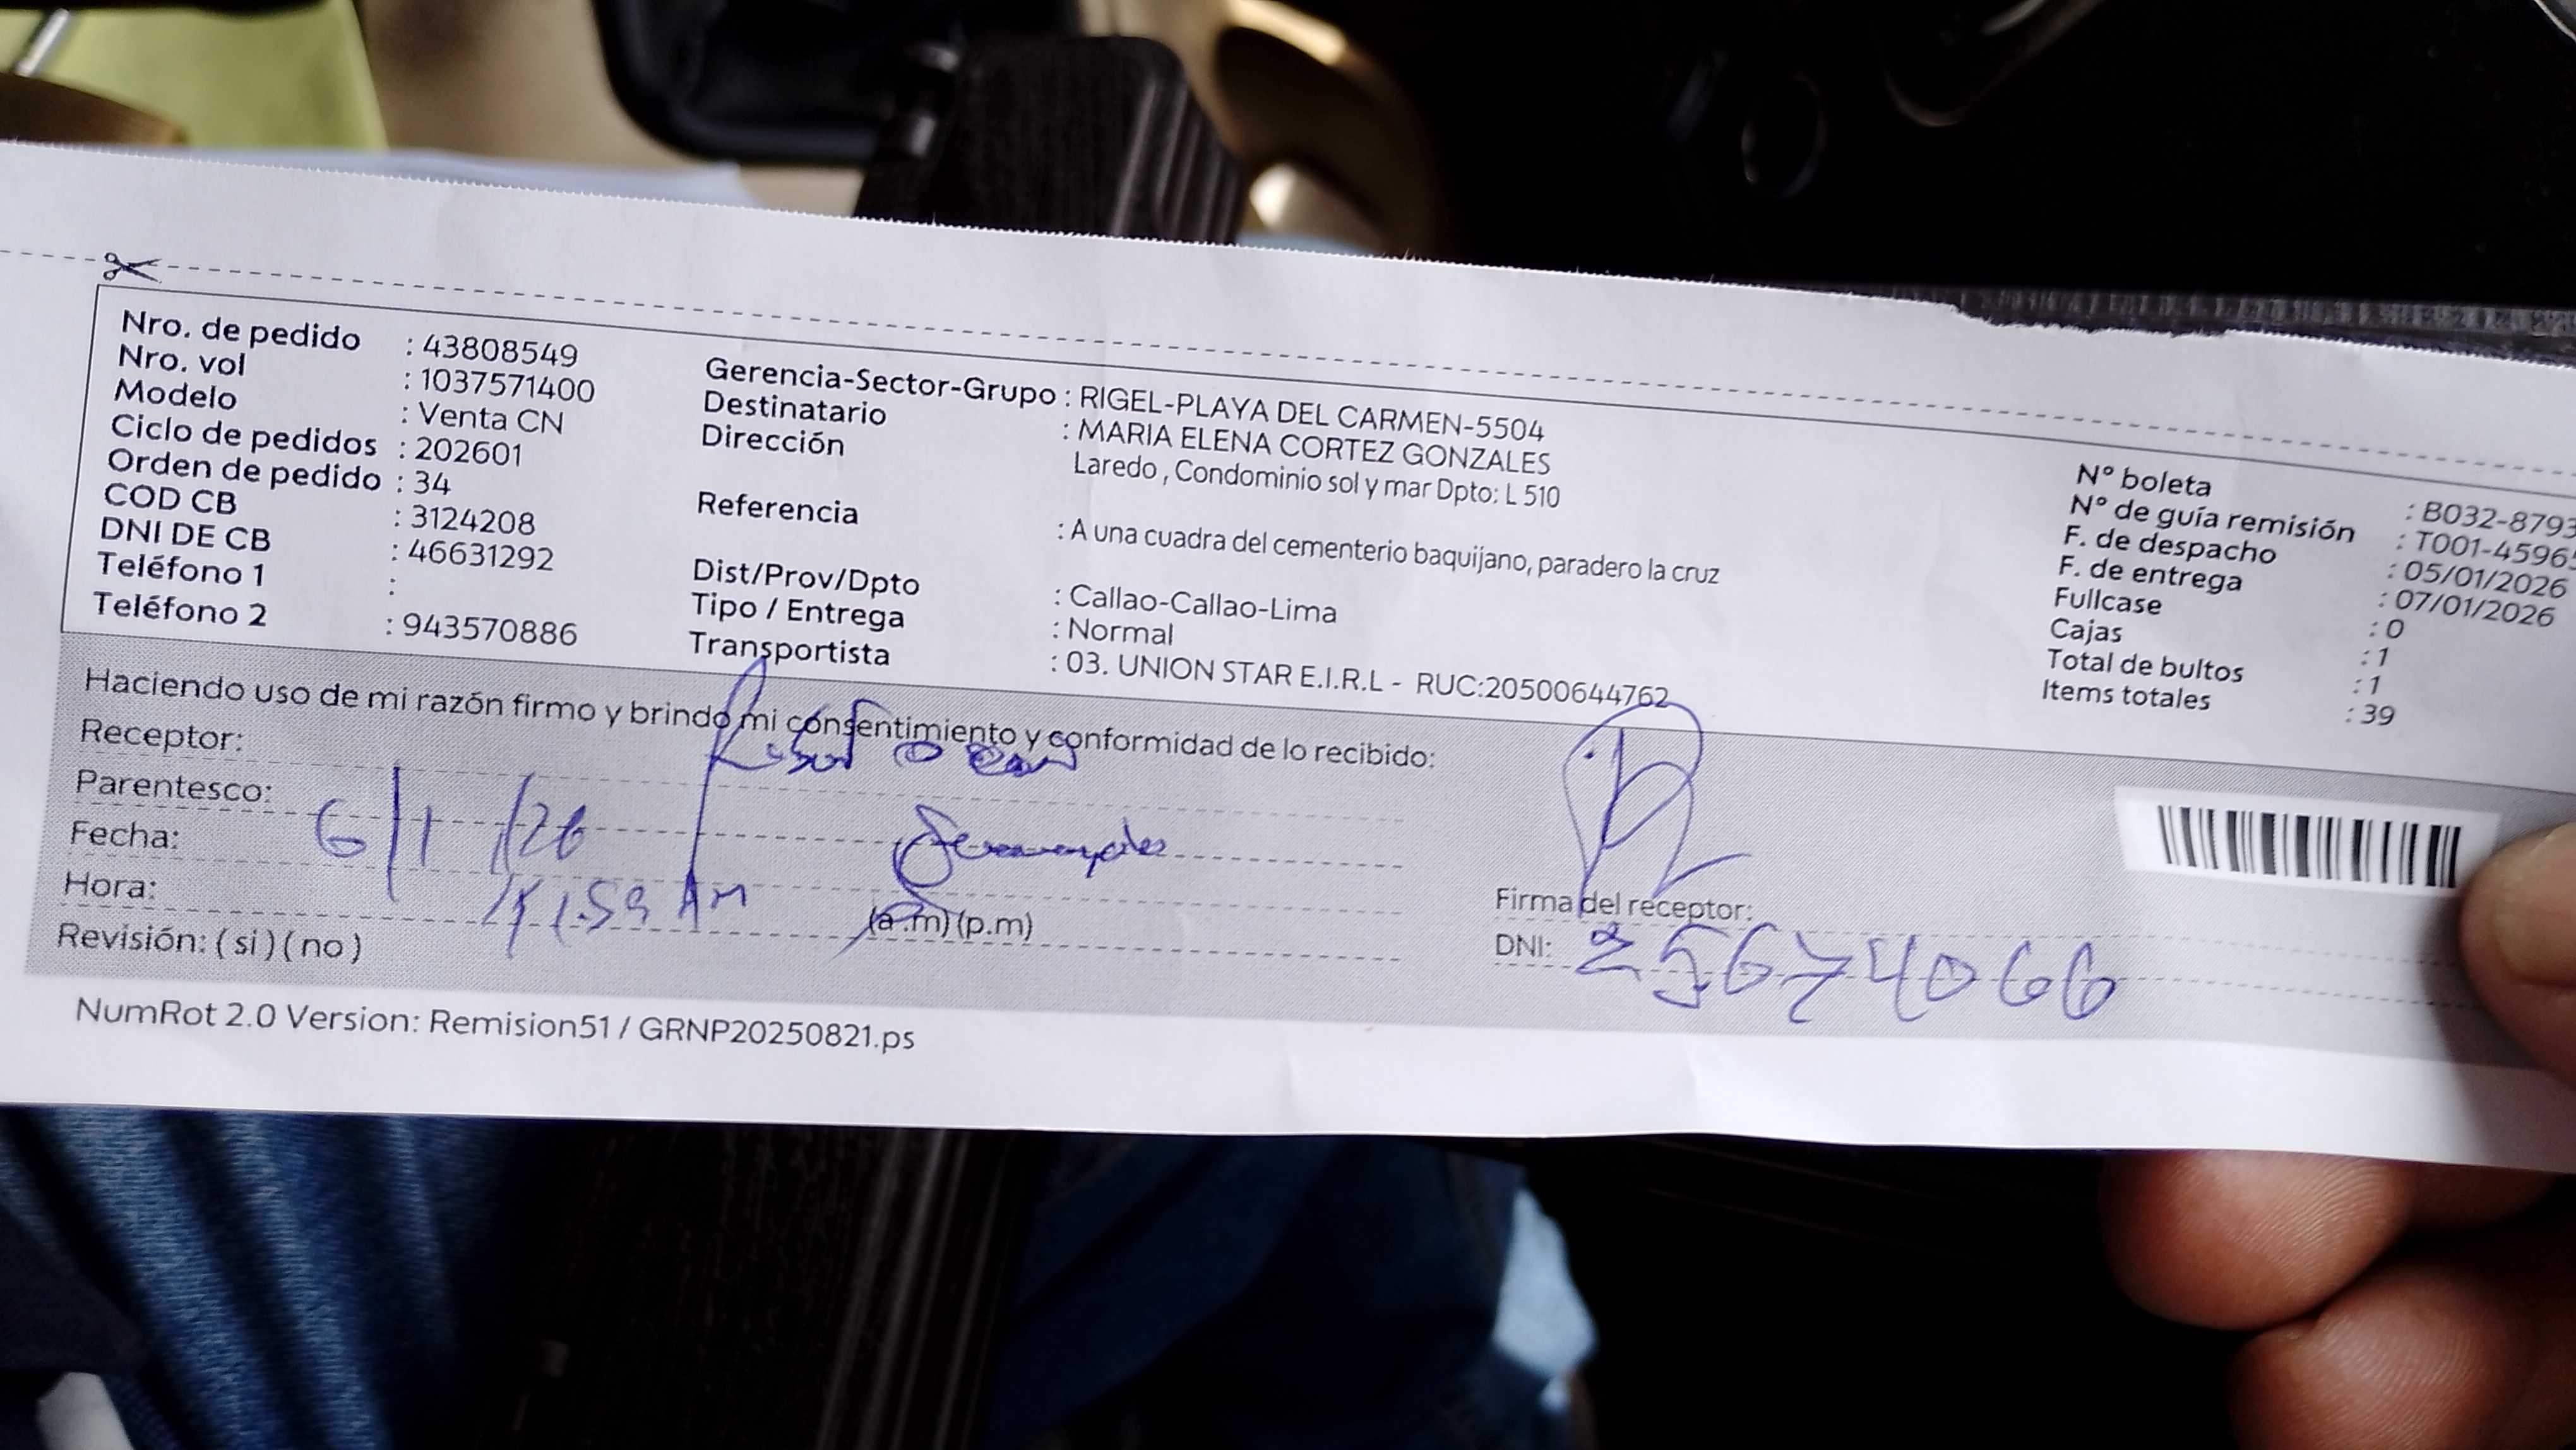 Nro. de pedido : 43808549
Nro. vol : 1037571400
Modelo : Venta CN
Ciclo de pedidos : 202601
Orden de pedido : 34
COD CB : 3124208
DNI DE CB : 46631292
Teléfono 1 :
Teléfono 2 : 943570886
Gerencia-Sector-Grupo : RIGEL-PLAYA DEL CARMEN-5504
Destinatario : MARIA ELENA CORTEZ GONZALES
Dirección Laredo , Condominio sol y mar Dpto: L 510
Referencia : A una cuadra del cementerio baquijano, paradero la cruz
Dist/Prov/Dpto : Callao-Callao-Lima
Tipo / Entrega : Normal
Transportista : 03. UNION STAR E.I.R.L - RUC:20500644762
N° boleta : B032-8793
N° de guía remisión : T001-4596
F. de despacho : 05/01/2026
F. de entrega : 07/01/2026
Fullcase : 0
Cajas : 1
Total de bultos : 1
Items totales : 39
Haciendo uso de mi razón firmo y brindo mi consentimiento y conformidad de lo recibido:
Receptor:
Parentesco:
Fecha: 6/1/26
Hora: AM (a.m) (p.m)
Revisión: ( si ) ( no )
Firma del receptor:
DNI: 25674066
NumRot 2.0 Version: Remision51 / GRNP20250821.ps